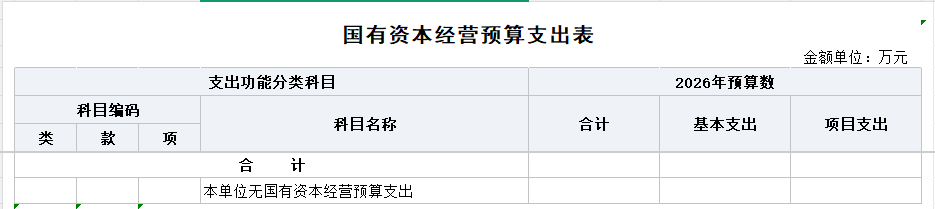 国有资本经营预算支出表
金额单位：万元
支出功能分类科目 2026年预算数
科目编码 科目名称 合计 基本支出 项目支出
类 款 项
合 计
本单位无国有资本经营预算支出